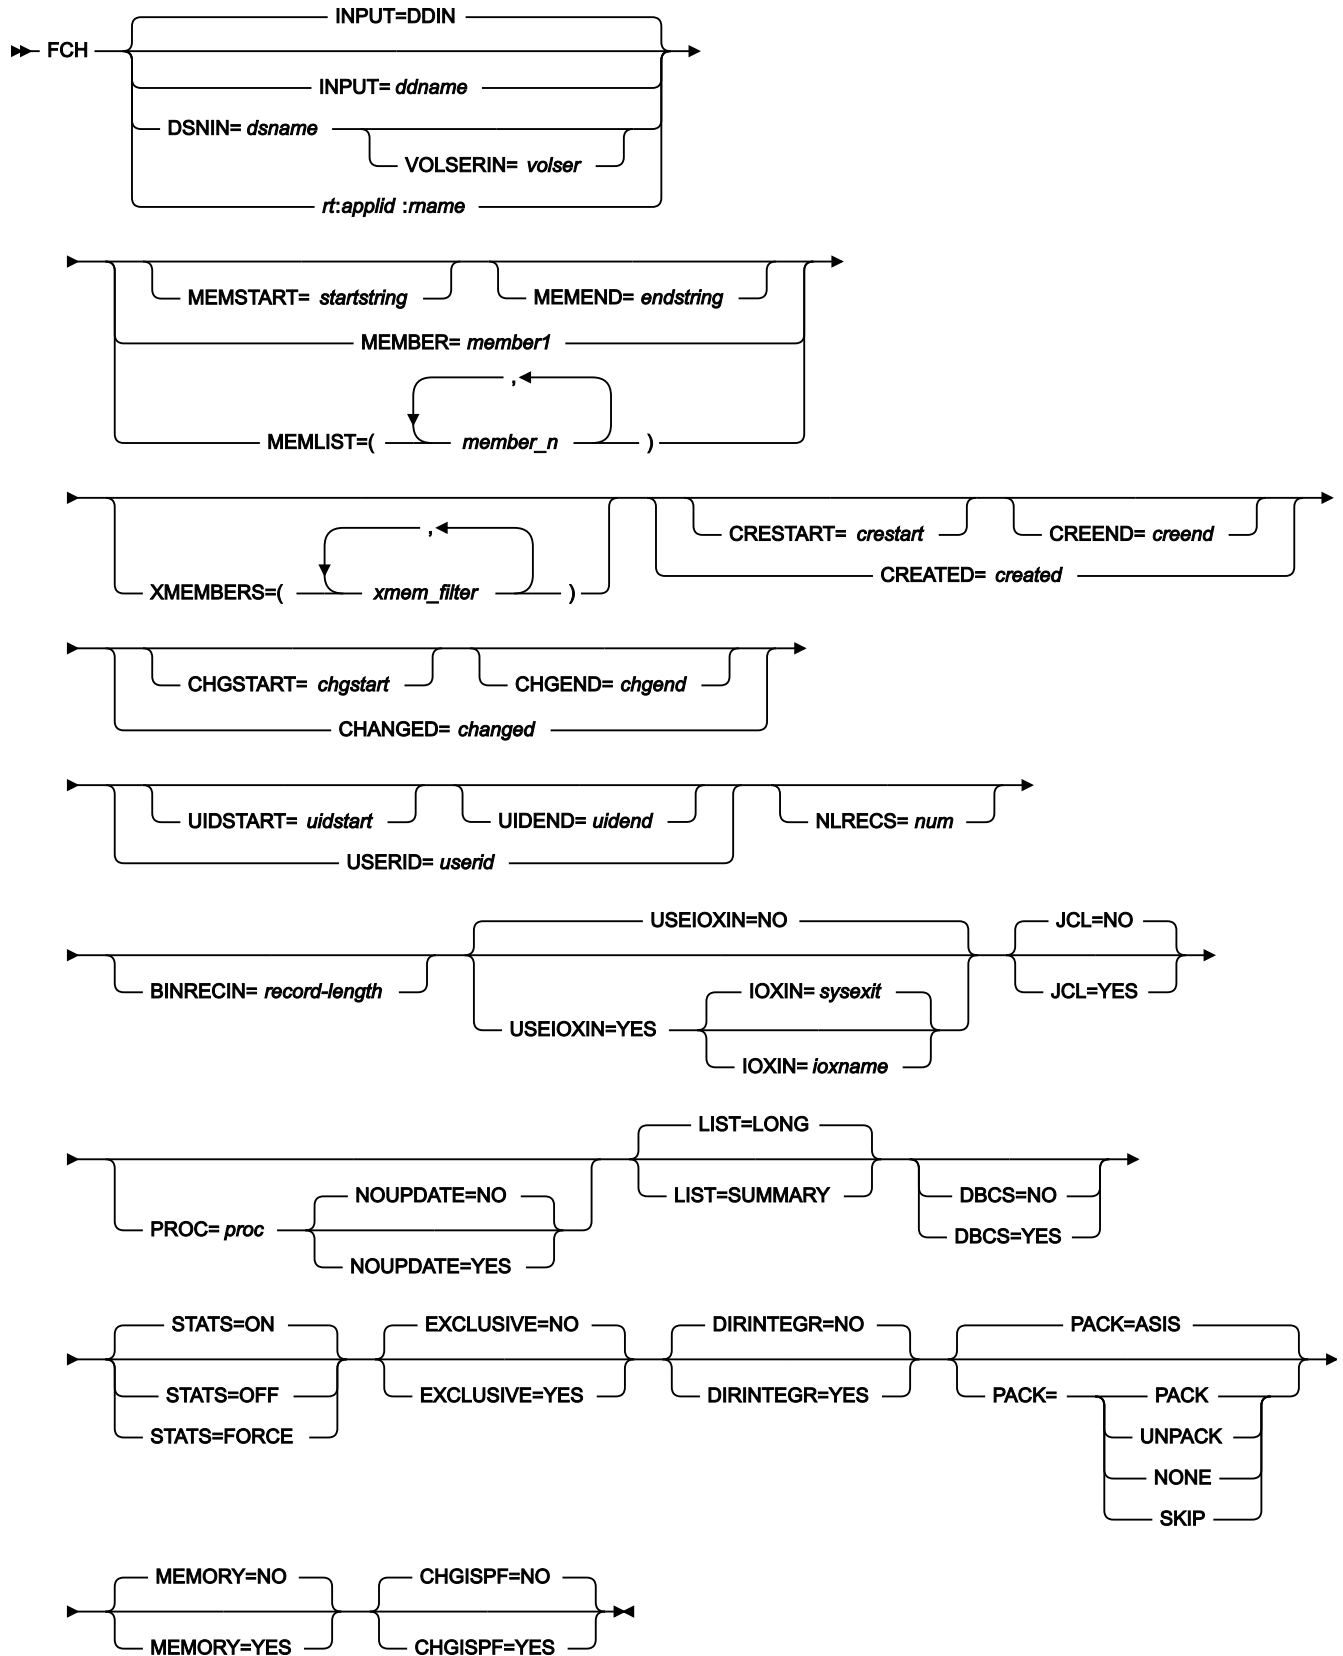 INPUT=DDIN
FCH
INPUT= ddname
DSNIN= dsname
VOLSERIN= volser
rt:applid :rname
MEMSTART= startstring MEMEND= endstring
MEMBER= member1
,
MEMLIST=( member_n )
CRESTART= crestart CREEND= creend
,
CREATED= created
XMEMBERS=( xmem_filter )
CHGSTART= chgstart CHGEND= chgend
CHANGED= changed
UIDSTART= uidstart UIDEND= uidend NLRECS= num
USERID= userid
USEIOXIN=NO JCL=NO
BINRECIN= record-length IOXIN= sysexit JCL=YES
USEIOXIN=YES
IOXIN= ioxname
LIST=LONG
NOUPDATE=NO LIST=SUMMARY DBCS=NO
PROC= proc DBCS=YES
NOUPDATE=YES
STATS=ON EXCLUSIVE=NO DIRINTEGR=NO PACK=ASIS
STATS=OFF EXCLUSIVE=YES DIRINTEGR=YES PACK= PACK
STATS=FORCE UNPACK
NONE
SKIP
MEMORY=NO CHGISPF=NO
MEMORY=YES CHGISPF=YES